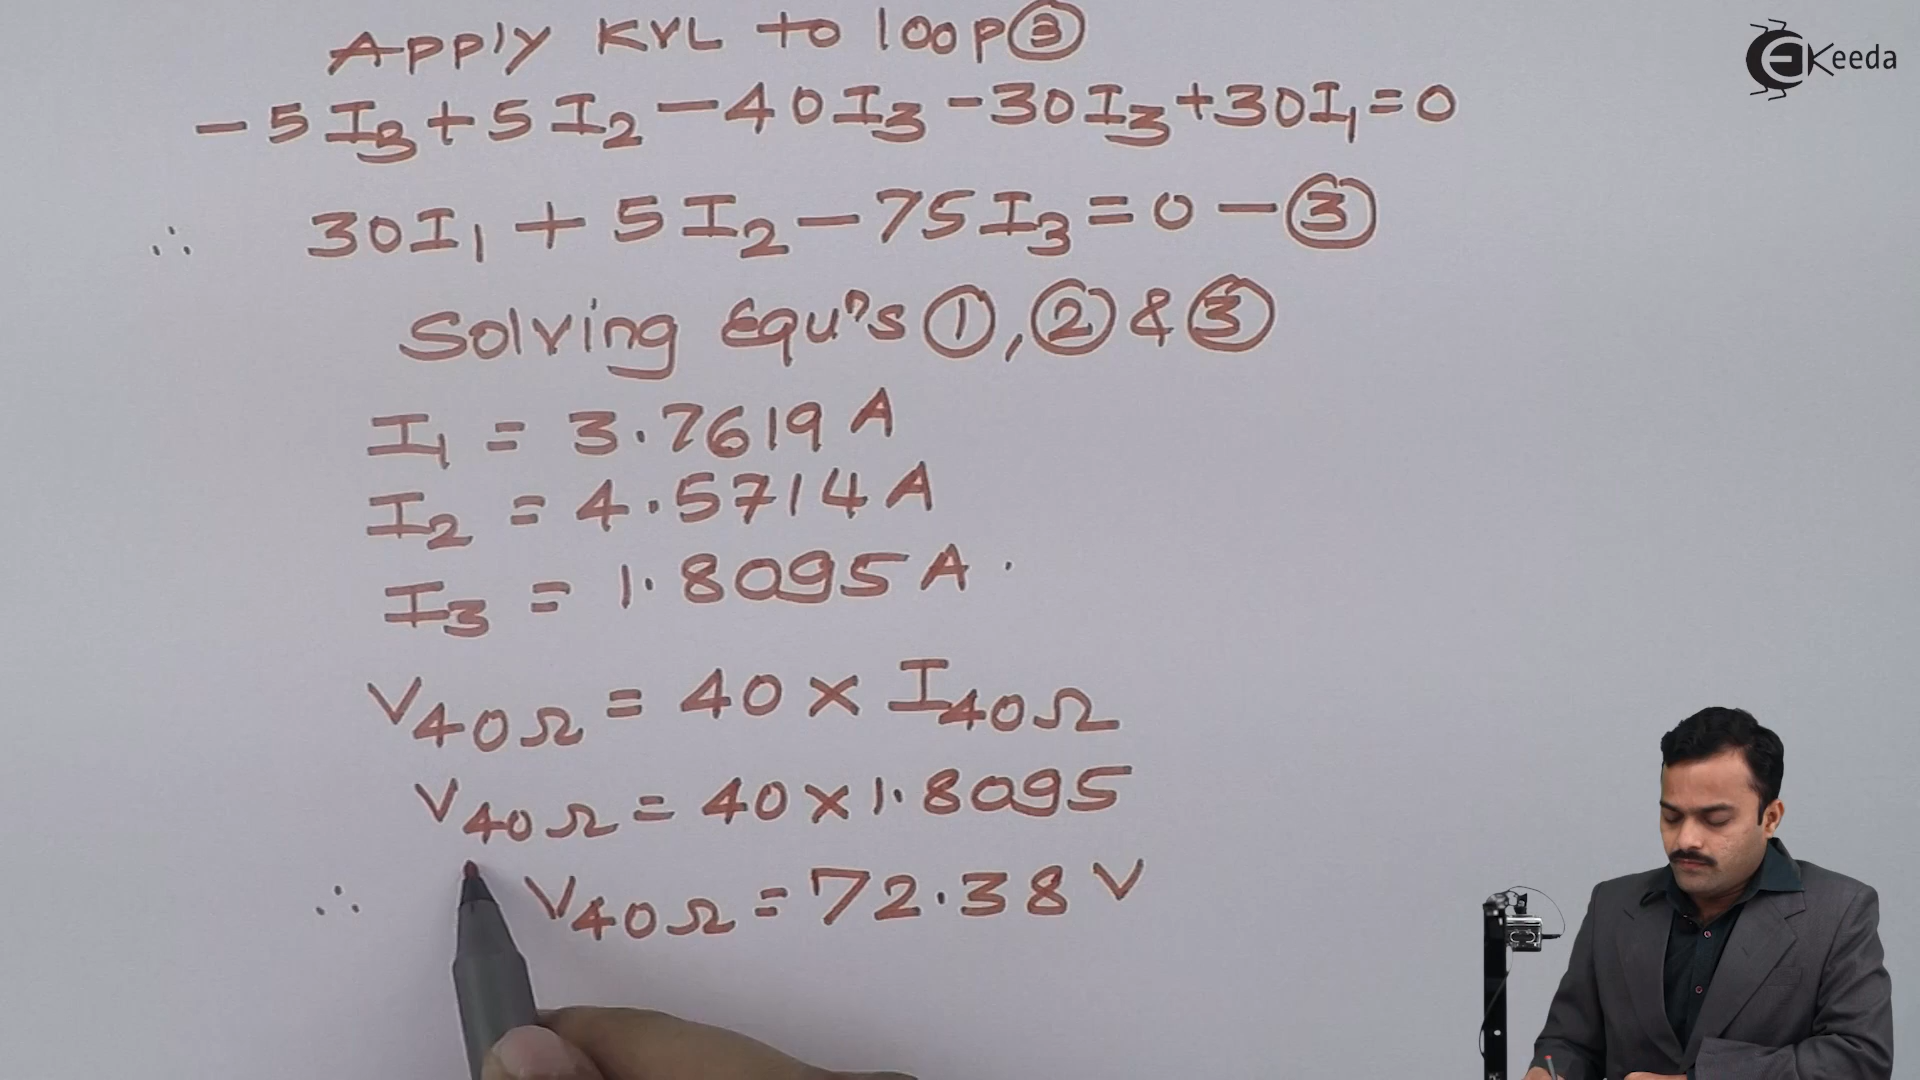 Apply KVL to loop ③
-5I₃+5I₂-40I₃-30I₃+30I₁=0
∴ 30I₁ + 5I₂ - 75I₃ = 0 - ③
Solving Equⁿs ①, ② & ③
I₁ = 3.7619 A
I₂ = 4.5714 A
I₃ = 1.8095 A.
V₄₀Ω = 40 × I₄₀Ω
V₄₀Ω = 40 × 1.8095
∴ V₄₀Ω = 72.38 V
Keeda